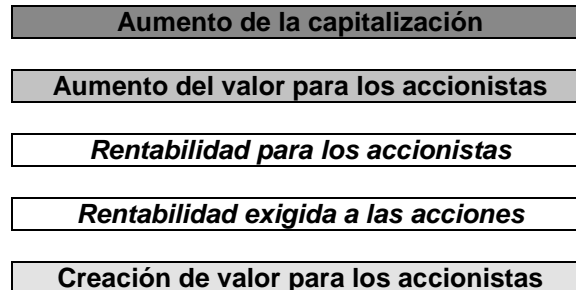 Aumento de la capitalización
Aumento del valor para los accionistas
Rentabilidad para los accionistas
Rentabilidad exigida a las acciones
Creación de valor para los accionistas